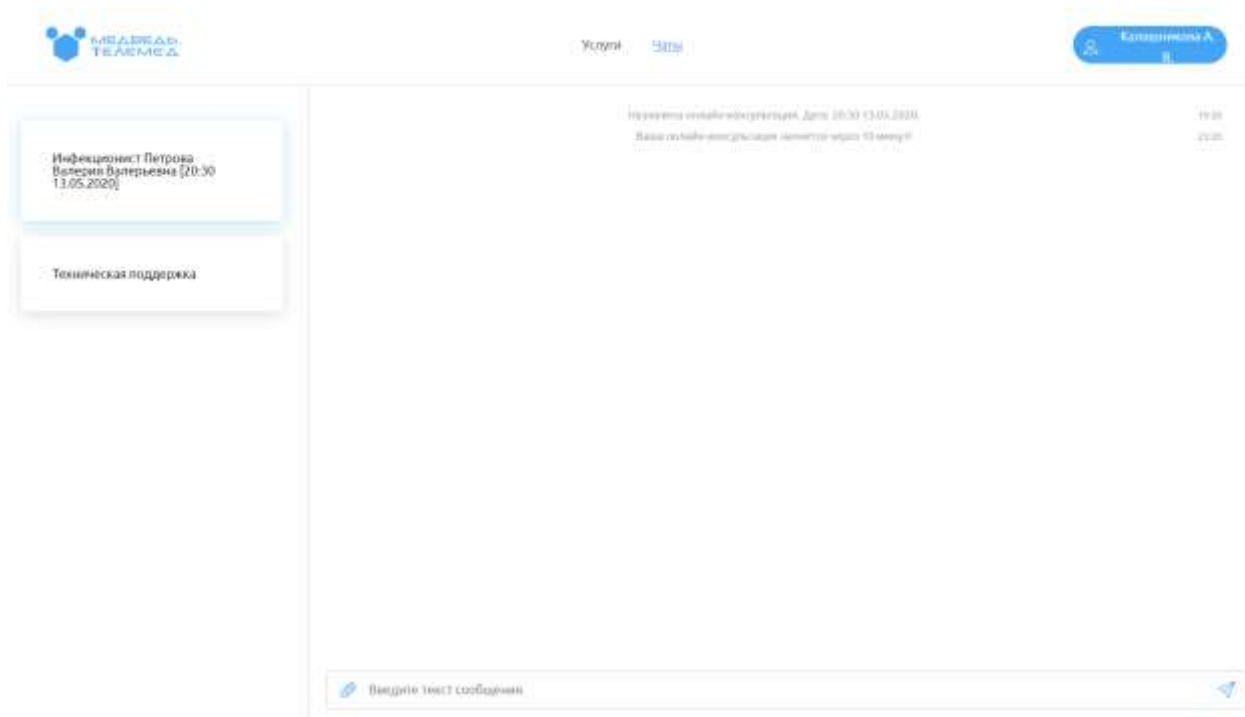 МЕДВЕДЬ.
ТЕЛЕМЕД
Услуги Чаты
Калашникова А.
В.
Назначена онлайн-консультация. Дата: 20:30 13.05.2020.
Ваша онлайн-консультация начнется через 10 минут!
Инфекционист Петрова
Валерия Валерьевна [20:30
13.05.2020]
Техническая поддержка
Введите текст сообщения